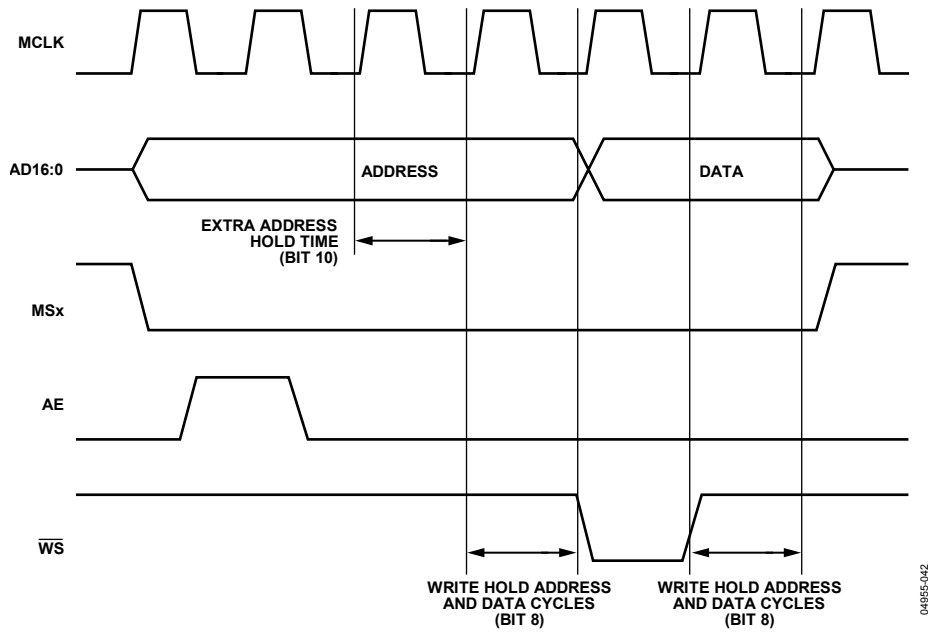 MCLK
AD16:0
ADDRESS
DATA
EXTRA ADDRESS
HOLD TIME
(BIT 10)
MSx
AE
WS
WRITE HOLD ADDRESS
AND DATA CYCLES
(BIT 8)
WRITE HOLD ADDRESS
AND DATA CYCLES
(BIT 8)
04955-042